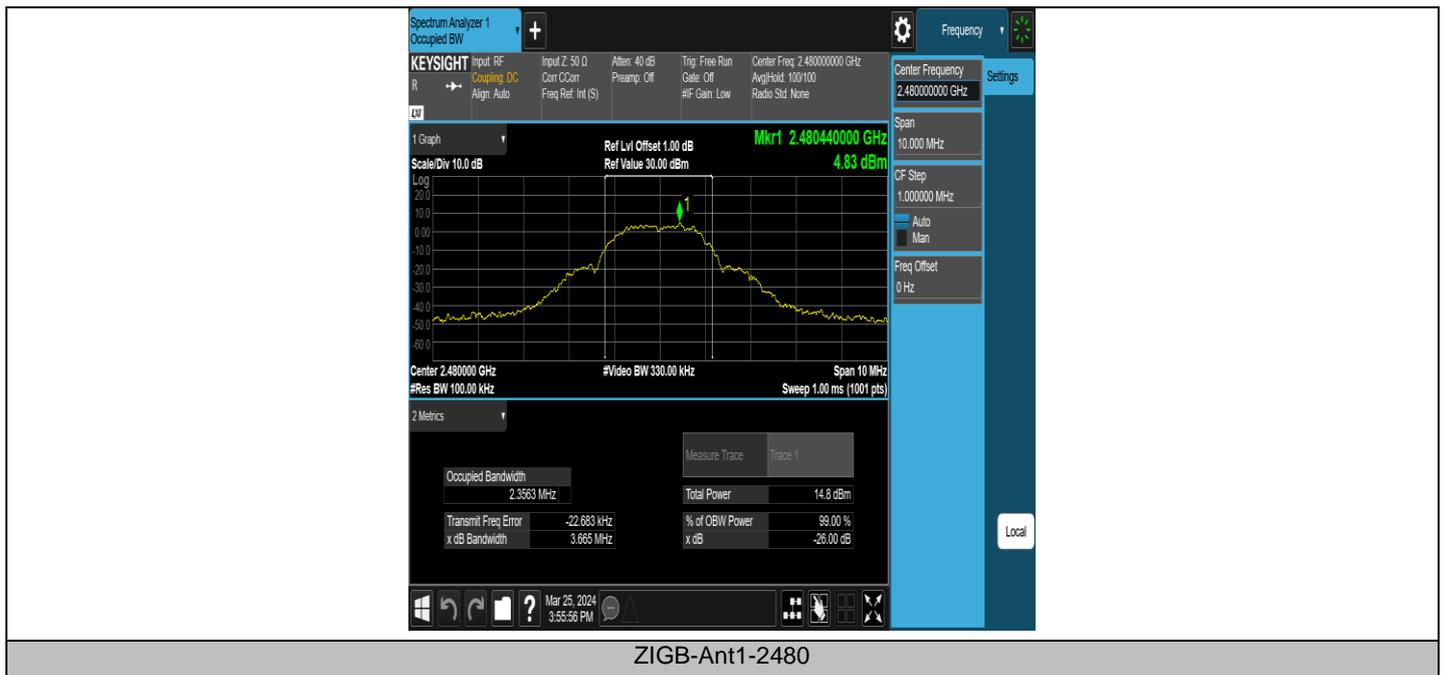 Spectrum Analyzer 1
Occupied BW
+
Frequency
KEYSIGHT
R
LXI
Input: RF
Coupling: DC
Align: Auto
Input Z: 50 Ω
Corr CCorr
Freq Ref: Int (S)
Atten: 40 dB
Preamp: Off
Trig: Free Run
Gate: Off
#IF Gain: Low
Center Freq: 2.480000000 GHz
Avg|Hold: 100/100
Radio Std: None
Center Frequency
2.480000000 GHz
Settings
Span
10.000 MHz
CF Step
1.000000 MHz
Auto
Man
Freq Offset
0 Hz
Local
1 Graph
Scale/Div 10.0 dB
Ref Lvl Offset 1.00 dB
Ref Value 30.00 dBm
Mkr1 2.480440000 GHz
4.83 dBm
Log
20.0
10.0
0.00
-10.0
-20.0
-30.0
-40.0
-50.0
-60.0
1
Center 2.480000 GHz
#Video BW 330.00 kHz
Span 10 MHz
#Res BW 100.00 kHz
Sweep 1.00 ms (1001 pts)
2 Metrics
Measure Trace
Trace 1
Occupied Bandwidth
2.3563 MHz
Total Power
14.8 dBm
Transmit Freq Error
-22.683 kHz
% of OBW Power
99.00 %
x dB Bandwidth
3.665 MHz
x dB
-26.00 dB
?
Mar 25, 2024
3:55:56 PM
ZIGB-Ant1-2480